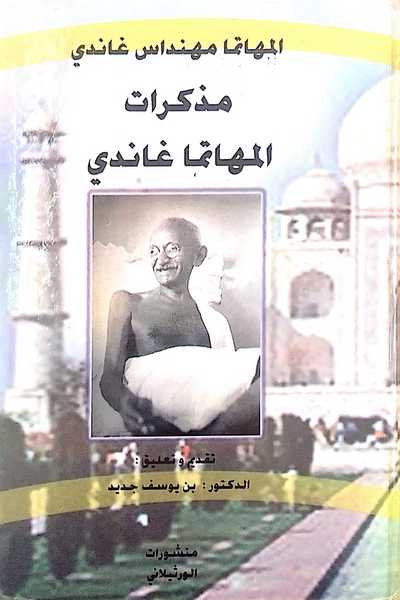 المهاتما مهنداس غاندي
مذكرات
المهاتما غاندي
تقديم وتعليق :
الدكتور : بن يوسف جديد
منشورات
الورثيلاني